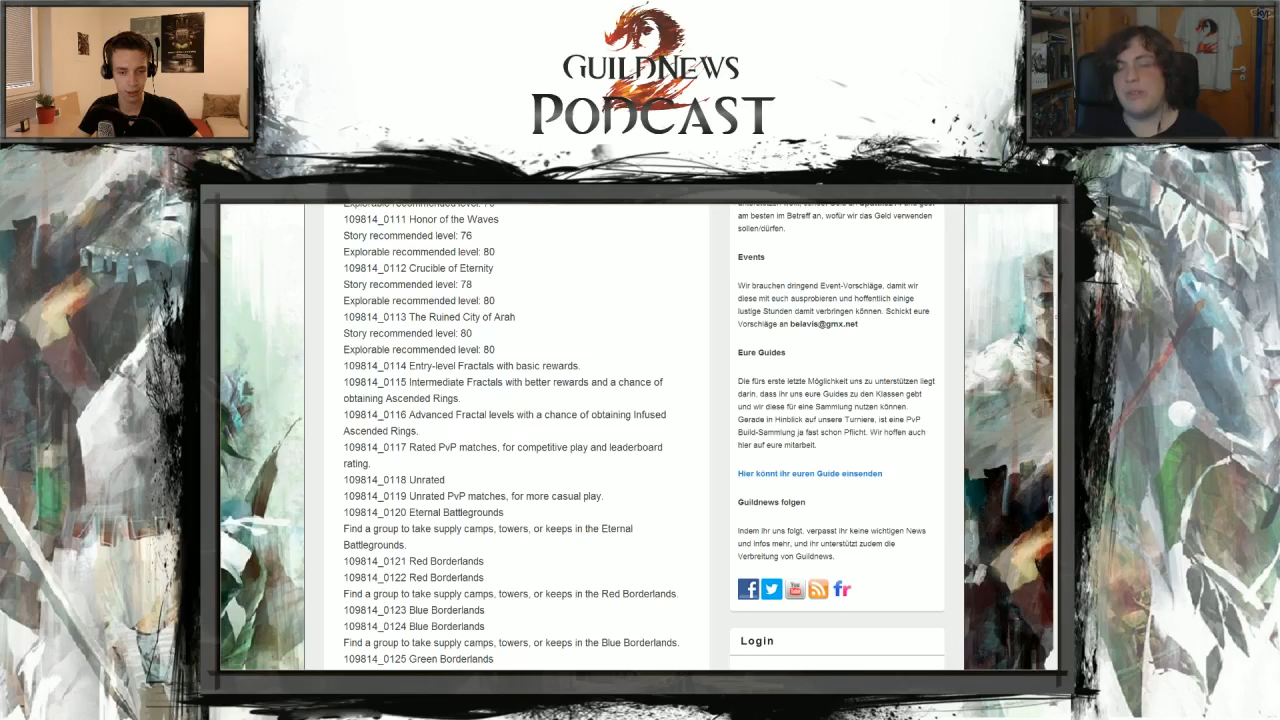 skype
GUILDNEWS
2
PODCAST
Explorable recommended level: 70
109814_0111 Honor of the Waves
Story recommended level: 76
Explorable recommended level: 80
109814_0112 Crucible of Eternity
Story recommended level: 78
Explorable recommended level: 80
109814_0113 The Ruined City of Arah
Story recommended level: 80
Explorable recommended level: 80
109814_0114 Entry-level Fractals with basic rewards.
109814_0115 Intermediate Fractals with better rewards and a chance of
obtaining Ascended Rings.
109814_0116 Advanced Fractal levels with a chance of obtaining Infused
Ascended Rings.
109814_0117 Rated PvP matches, for competitive play and leaderboard
rating.
109814_0118 Unrated
109814_0119 Unrated PvP matches, for more casual play.
109814_0120 Eternal Battlegrounds
Find a group to take supply camps, towers, or keeps in the Eternal
Battlegrounds.
109814_0121 Red Borderlands
109814_0122 Red Borderlands
Find a group to take supply camps, towers, or keeps in the Red Borderlands.
109814_0123 Blue Borderlands
109814_0124 Blue Borderlands
Find a group to take supply camps, towers, or keeps in the Blue Borderlands.
109814_0125 Green Borderlands
am besten im Betreff an, wofür wir das Geld verwenden
sollen/dürfen.
Events
Wir brauchen dringend Event-Vorschläge, damit wir
diese mit euch ausprobieren und hoffentlich einige
lustige Stunden damit verbringen können. Schickt eure
Vorschläge an belavis@gmx.net
Eure Guides
Die fürs erste letzte Möglichkeit uns zu unterstützen liegt
darin, dass ihr uns eure Guides zu den Klassen gebt
und wir diese für eine Sammlung nutzen können.
Gerade in Hinblick auf unsere Turniere, ist eine PvP
Build-Sammlung ja fast schon Pflicht. Wir hoffen auch
hier auf eure mitarbeit.
Hier könnt ihr euren Guide einsenden
Guildnews folgen
Indem ihr uns folgt, verpasst ihr keine wichtigen News
und Infos mehr, und ihr unterstützt zudem die
Verbreitung von Guildnews.
You Tube
fr
Login